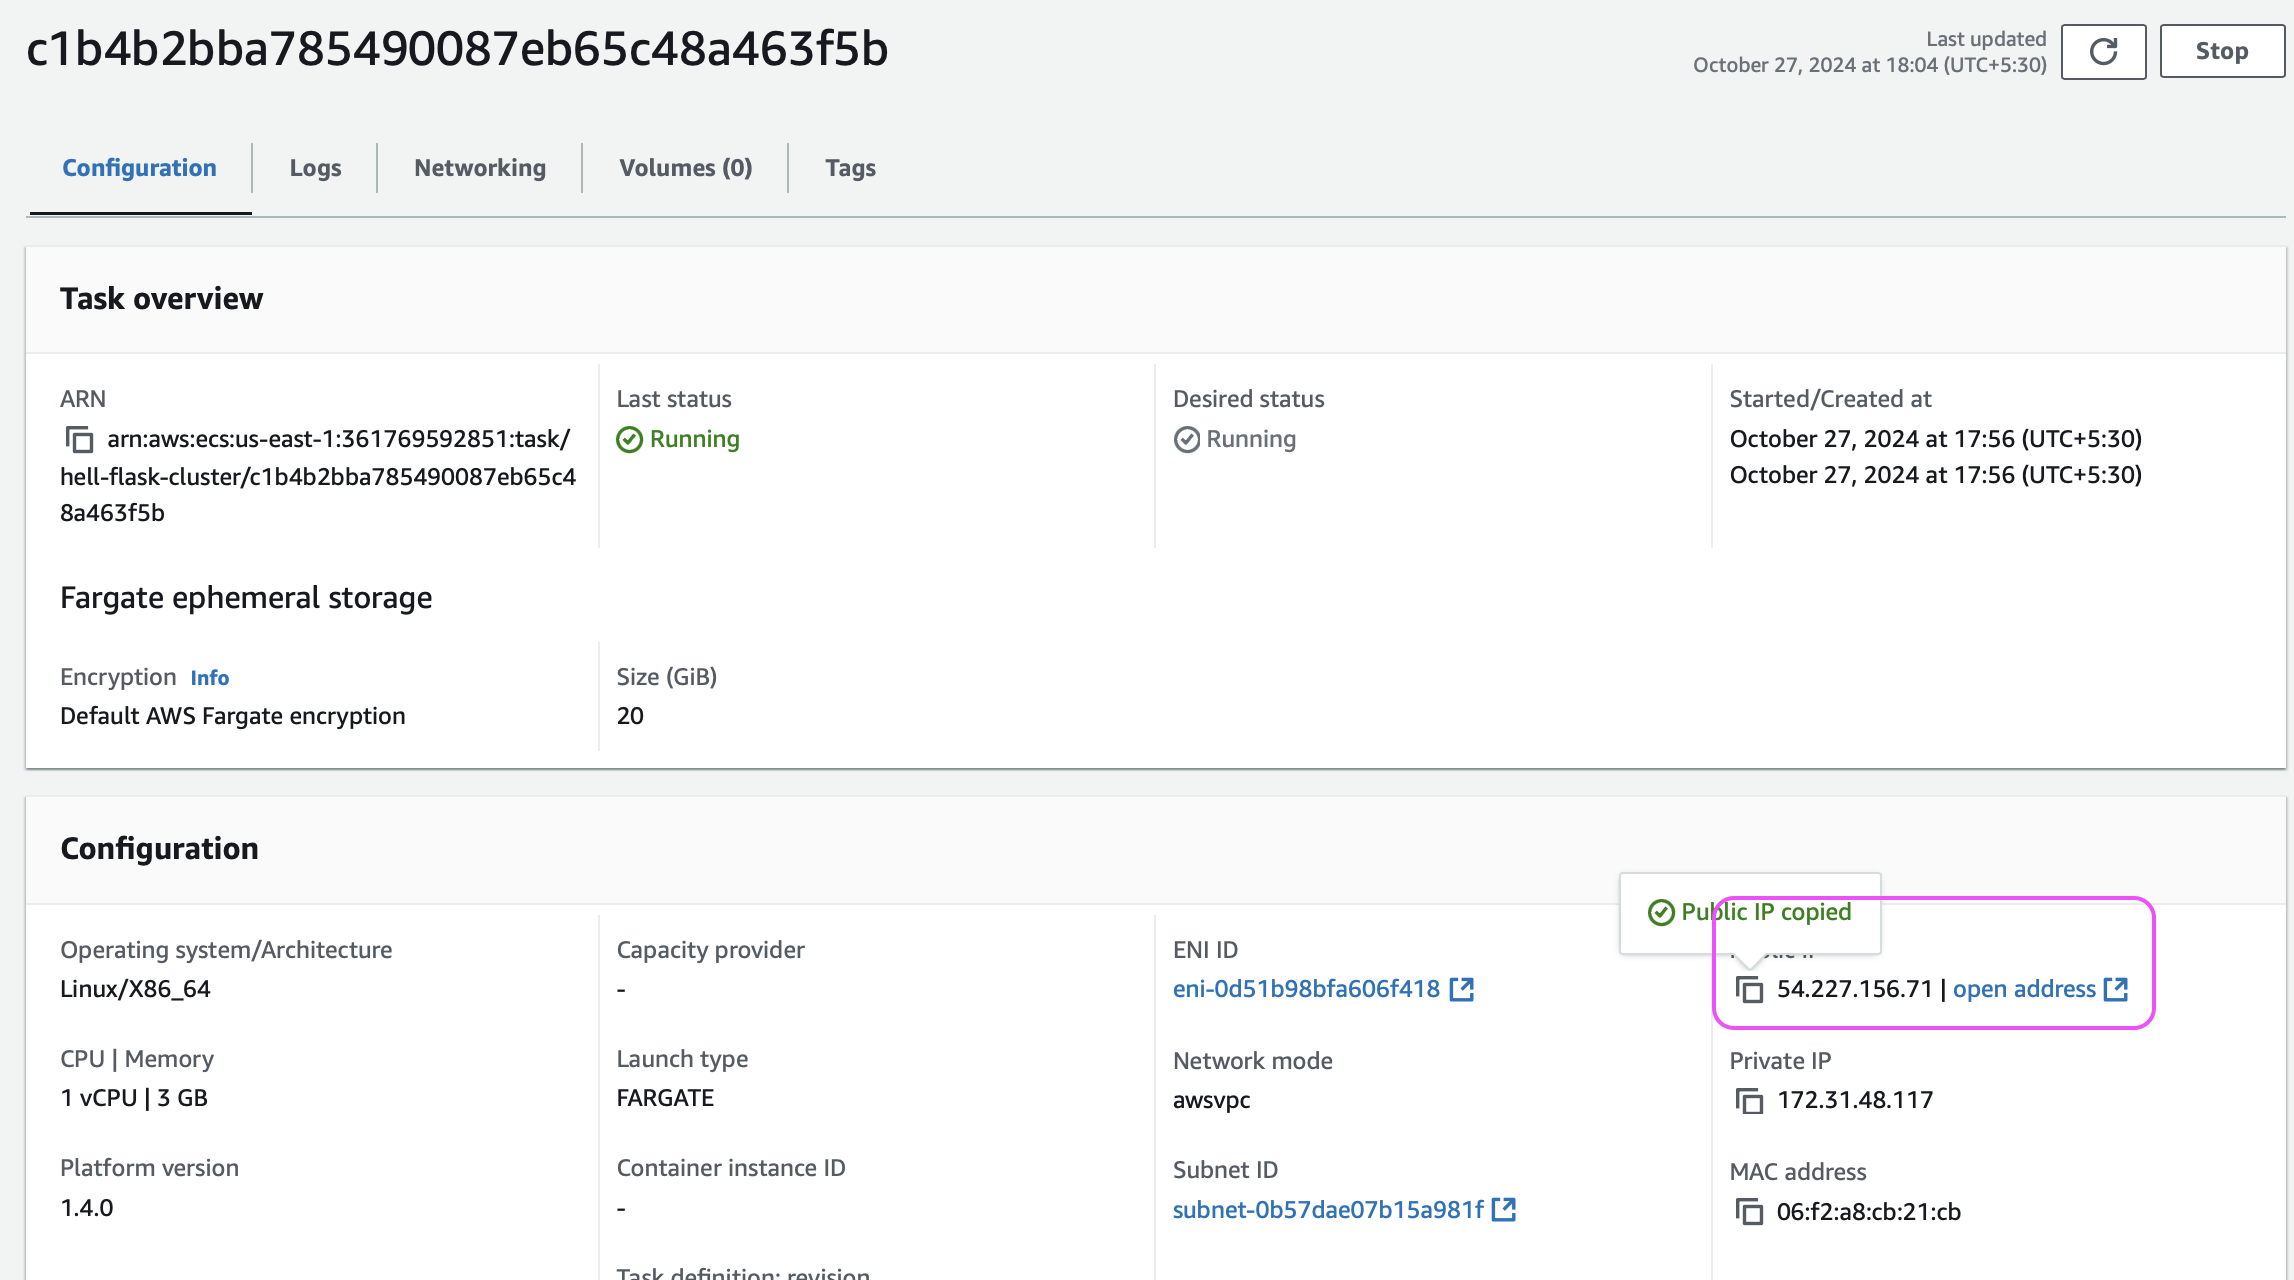 c1b4b2bba785490087eb65c48a463f5b
Last updated
October 27, 2024 at 18:04 (UTC+5:30)
Stop
Configuration
Logs
Networking
Volumes (0)
Tags
Task overview
ARN
arn:aws:ecs:us-east-1:361769592851:task/
hell-flask-cluster/c1b4b2bba785490087eb65c4
8a463f5b
Last status
Running
Desired status
Running
Started/Created at
October 27, 2024 at 17:56 (UTC+5:30)
October 27, 2024 at 17:56 (UTC+5:30)
Fargate ephemeral storage
Encryption Info
Default AWS Fargate encryption
Size (GiB)
20
Configuration
Public IP copied
Operating system/Architecture
Linux/X86_64
Capacity provider
-
ENI ID
eni-0d51b98bfa606f418
54.227.156.71 | open address
CPU | Memory
1 vCPU | 3 GB
Launch type
FARGATE
Network mode
awsvpc
Private IP
172.31.48.117
Platform version
1.4.0
Container instance ID
-
Subnet ID
subnet-0b57dae07b15a981f
MAC address
06:f2:a8:cb:21:cb
Task definition: revision